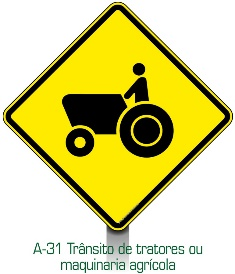 A-31 Trânsito de tratores ou
maquinaria agrícola